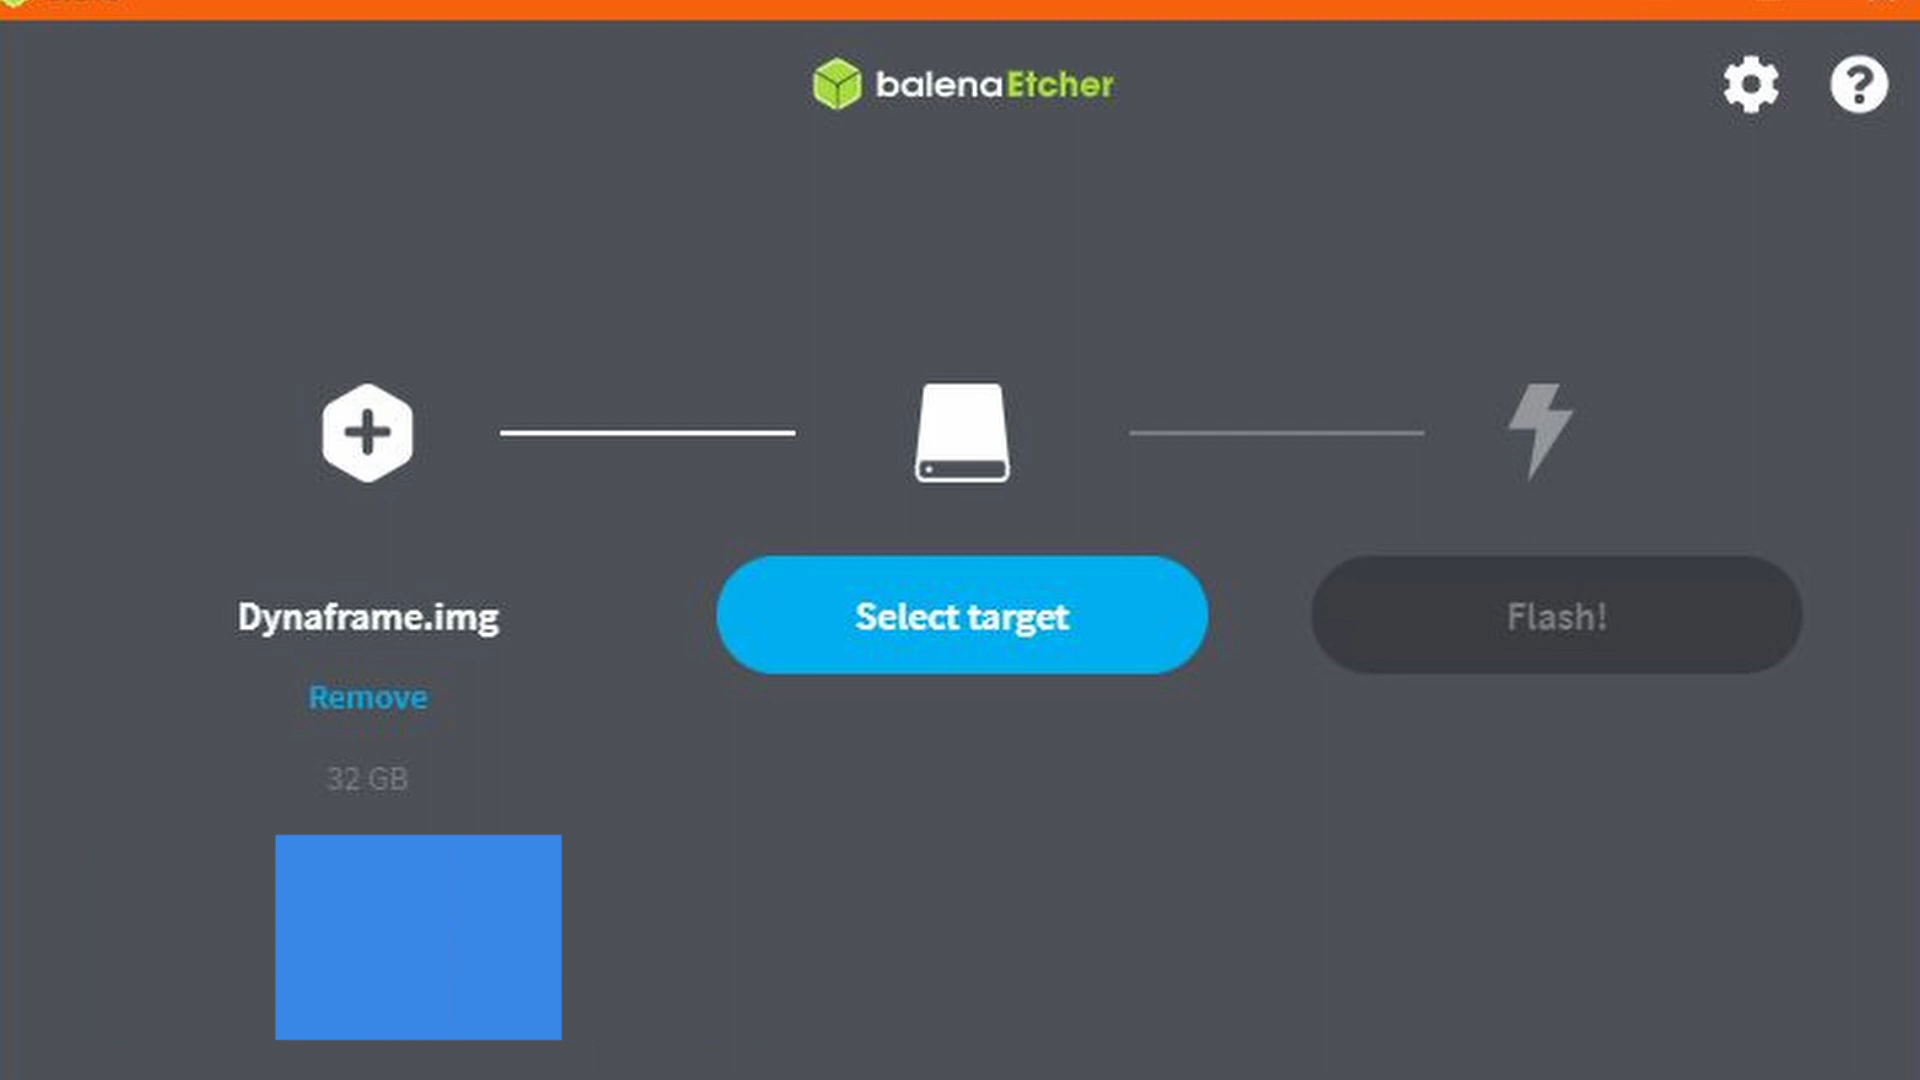 balenaEtcher
Dynaframe.img
Select target
Flash!
Remove
32 GB